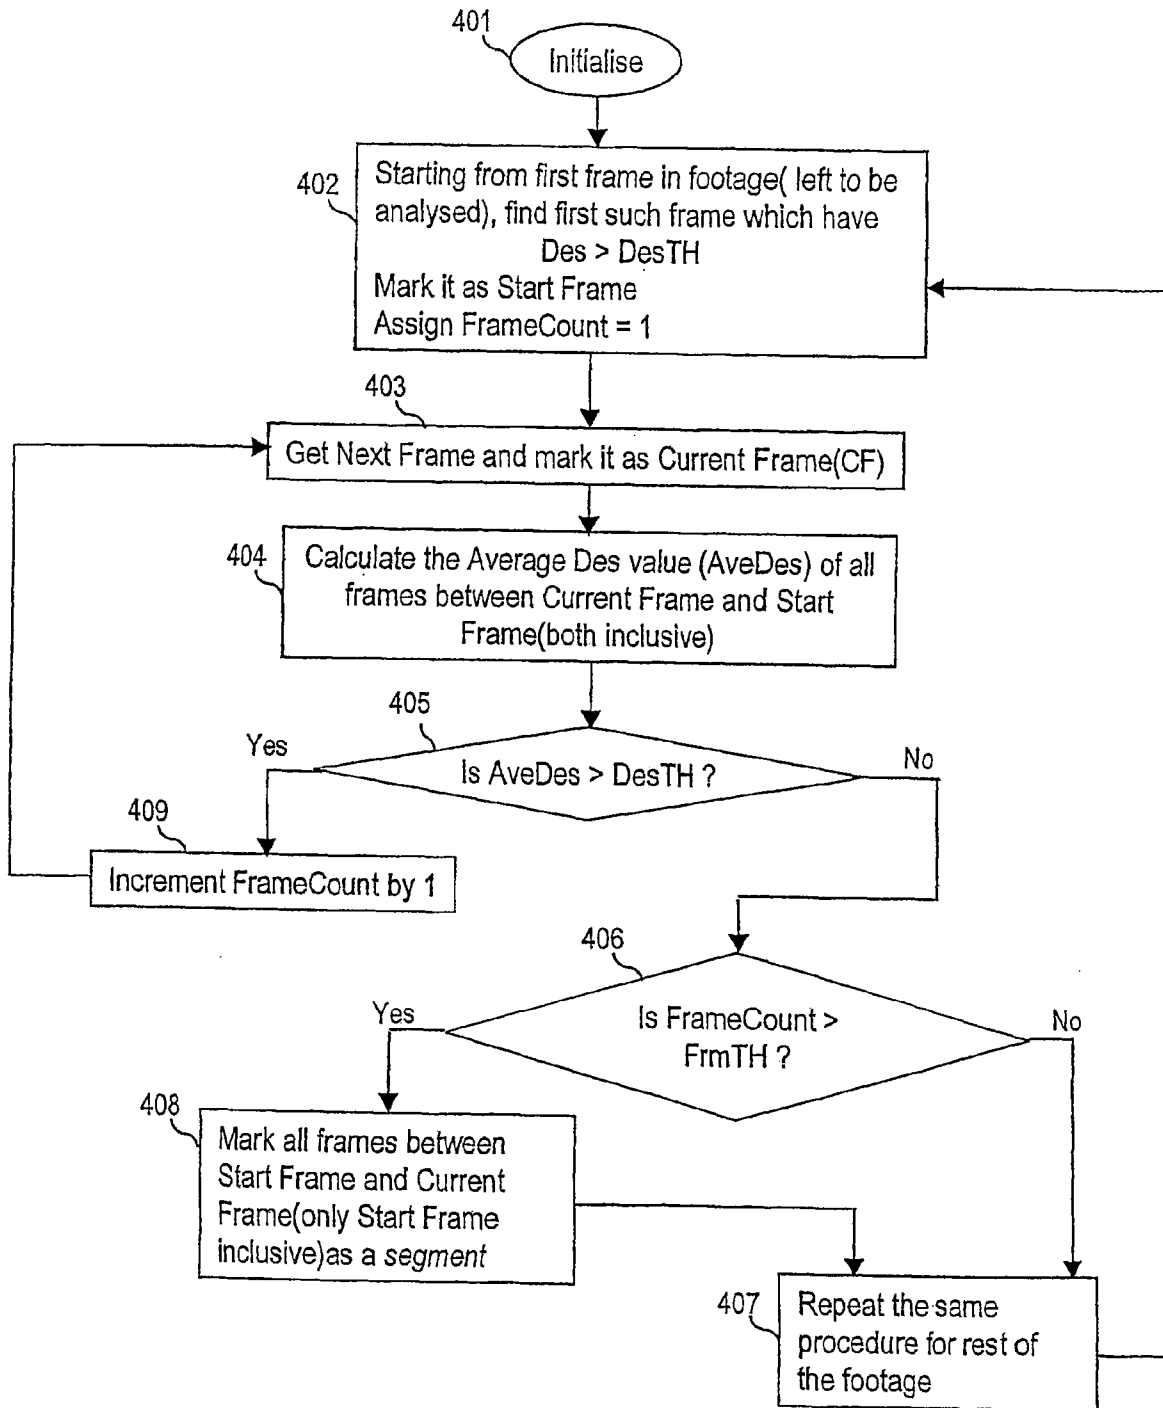 401
Initialise
402
Starting from first frame in footage( left to be
analysed), find first such frame which have
Des > DesTH
Mark it as Start Frame
Assign FrameCount = 1
403
Get Next Frame and mark it as Current Frame(CF)
404
Calculate the Average Des value (AveDes) of all
frames between Current Frame and Start
Frame(both inclusive)
405
Yes
Is AveDes > DesTH ?
No
409
Increment FrameCount by 1
406
Yes
Is FrameCount >
FrmTH ?
No
408
Mark all frames between
Start Frame and Current
Frame(only Start Frame
inclusive)as a segment
407
Repeat the same
procedure for rest of
the footage